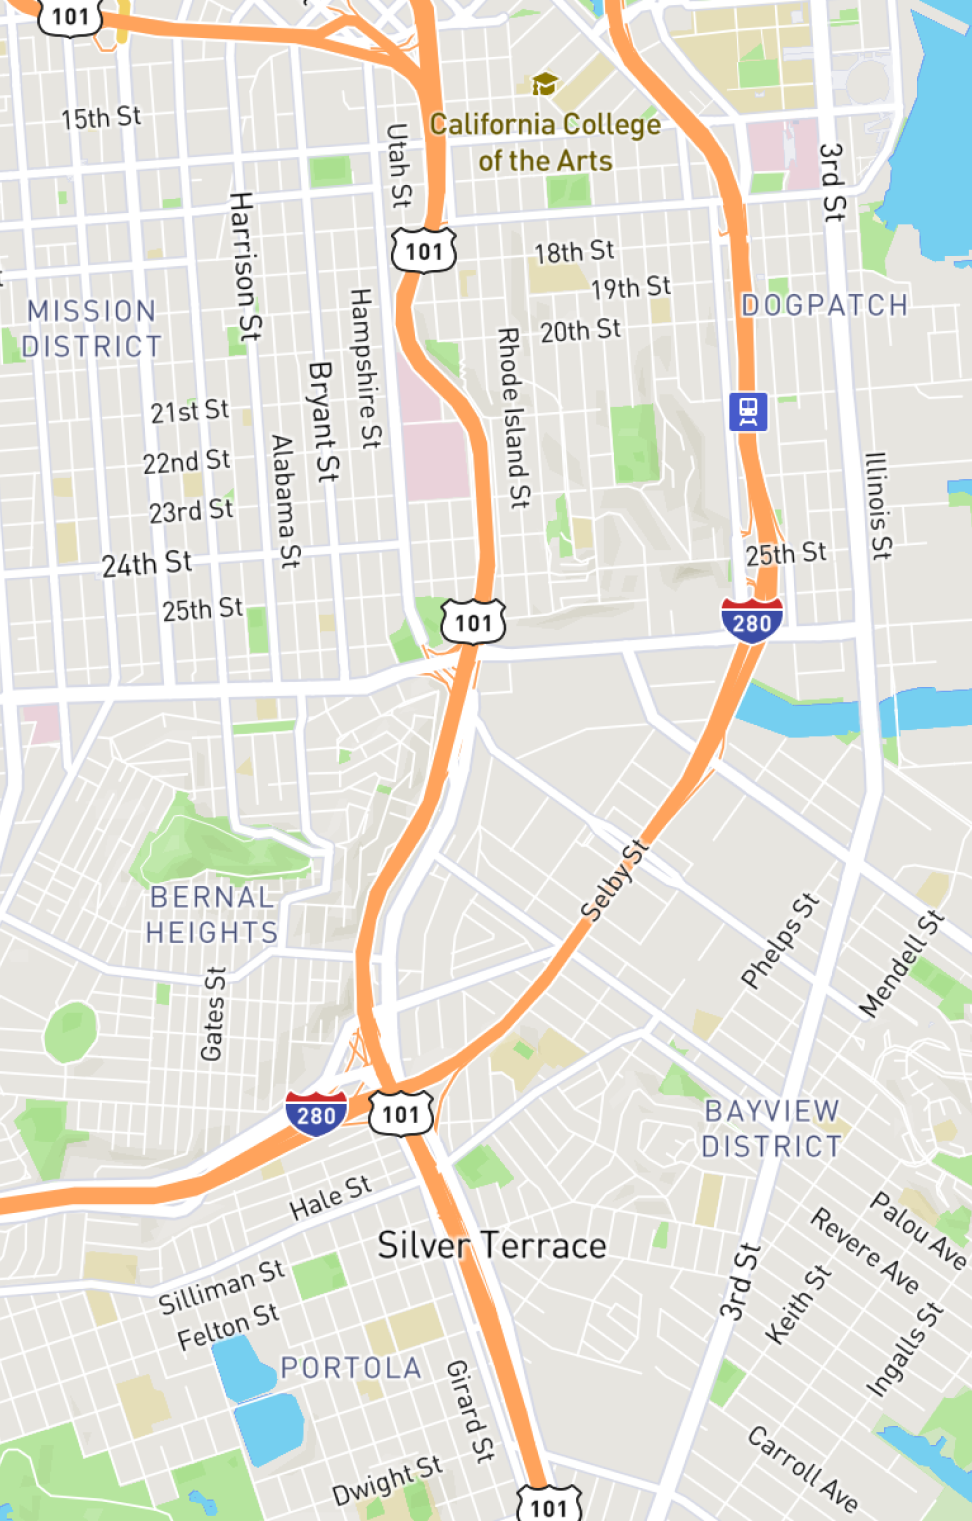 101
15th St
California College
of the Arts
Utah St
3rd St
Harrison St
101
18th St
19th St
20th St
MISSION
DISTRICT
DOGPATCH
Hampshire St
Rhode Island St
Bryant St
21st St
22nd St
23rd St
Alabama St
Illinois St
24th St
25th St
25th St
101
280
Selby St
BERNAL
HEIGHTS
Phelps St
Mendell St
Gates St
280
101
BAYVIEW
DISTRICT
Hale St
Silver Terrace
Palou Ave
Revere Ave
3rd St
Keith St
Ingalls St
Silliman St
Felton St
PORTOLA
Girard St
Carroll Ave
Dwight St
101